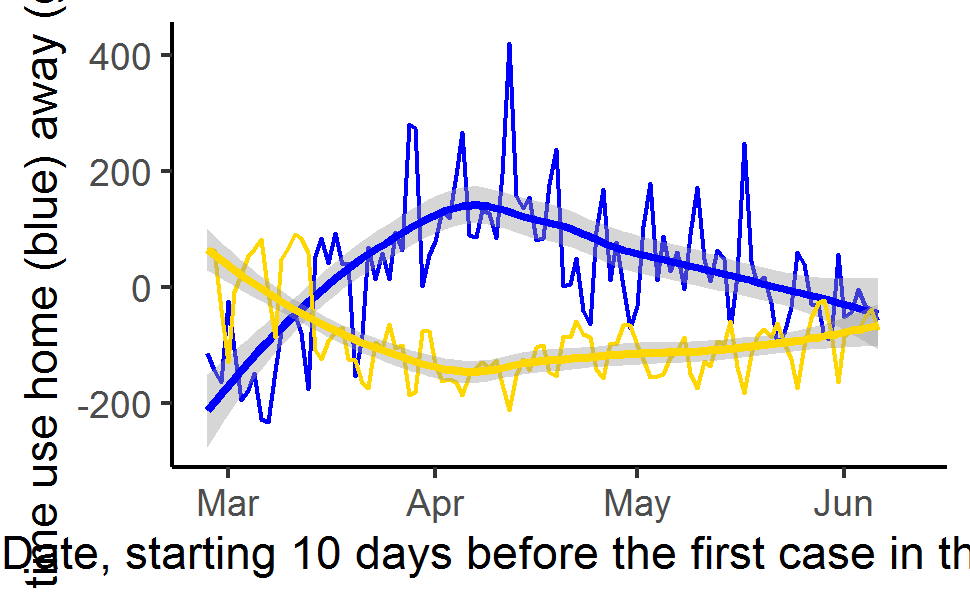 time use home (blue) away (g
400
200
0
-200
Mar Apr May Jun
Date, starting 10 days before the first case in th